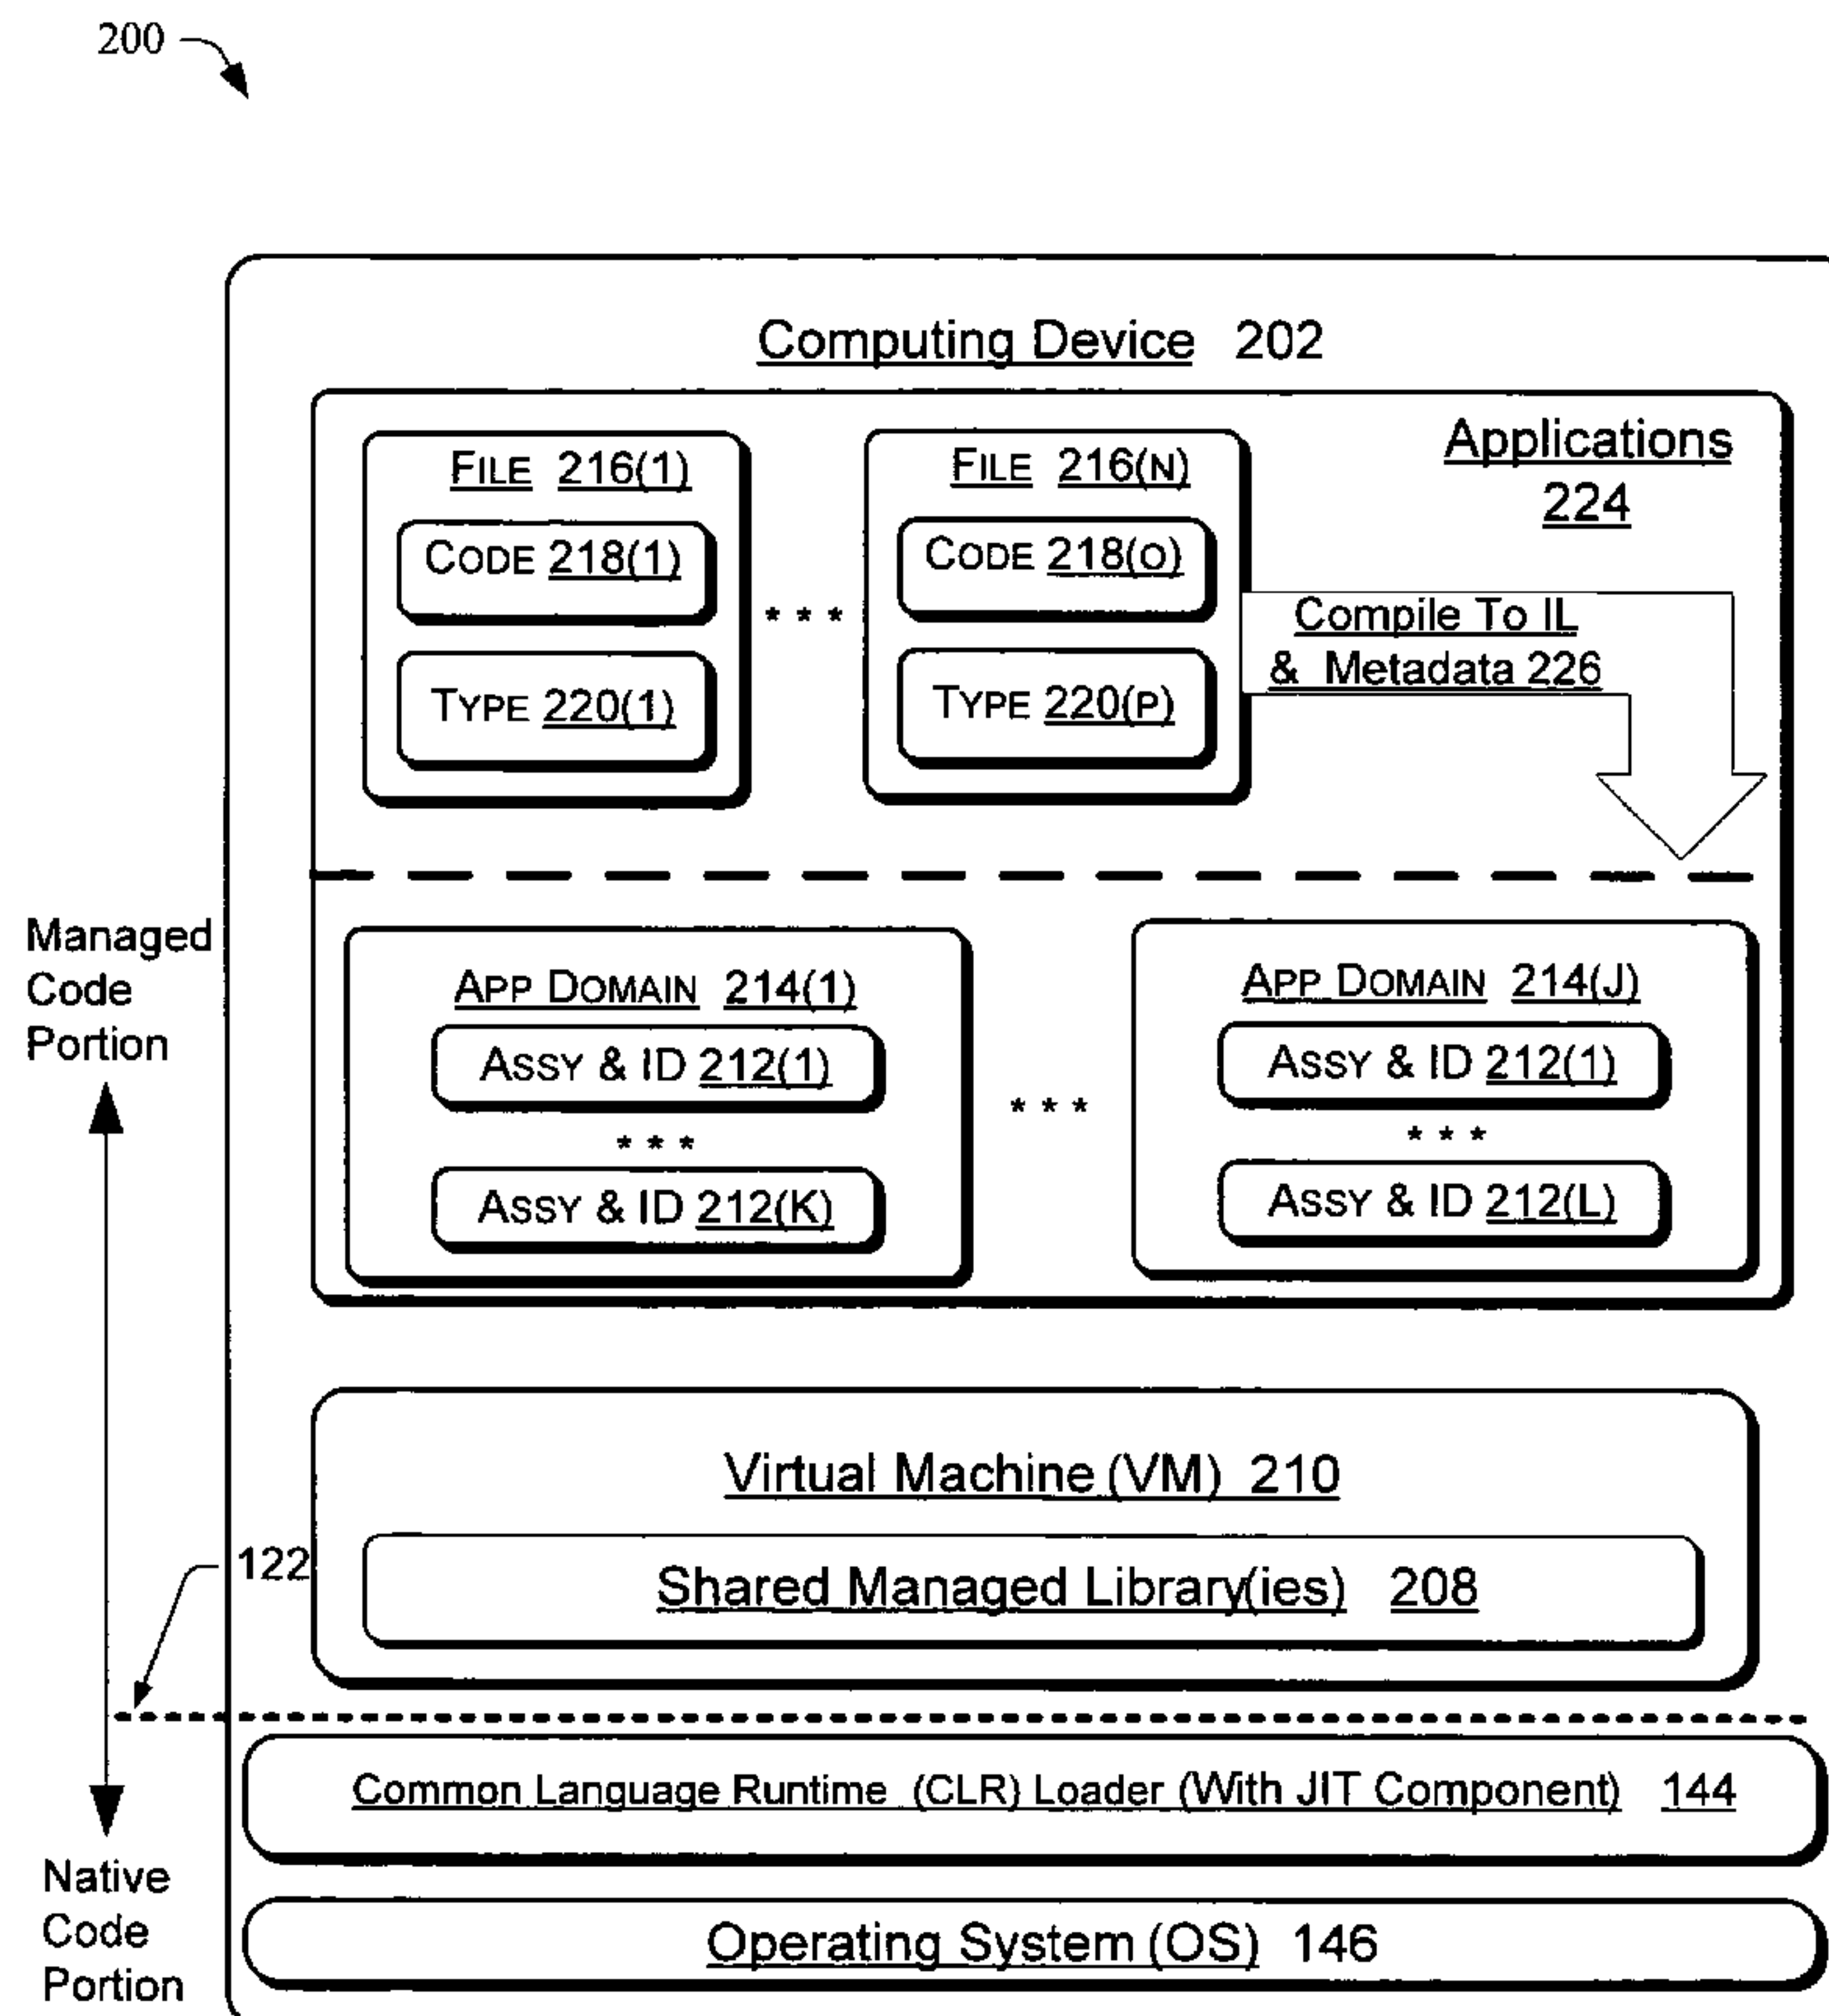 200
Computing Device 202
Applications
224
FILE 216(1)
CODE 218(1)
TYPE 220(1)
* * *
FILE 216(N)
CODE 218(O)
TYPE 220(P)
Compile To IL
& Metadata 226
Managed
Code
Portion
APP DOMAIN 214(1)
ASSY & ID 212(1)
* * *
ASSY & ID 212(K)
* * *
APP DOMAIN 214(J)
ASSY & ID 212(1)
* * *
ASSY & ID 212(L)
Virtual Machine (VM) 210
Shared Managed Library(ies) 208
122
Common Language Runtime (CLR) Loader (With JIT Component) 144
Native
Code
Portion
Operating System (OS) 146